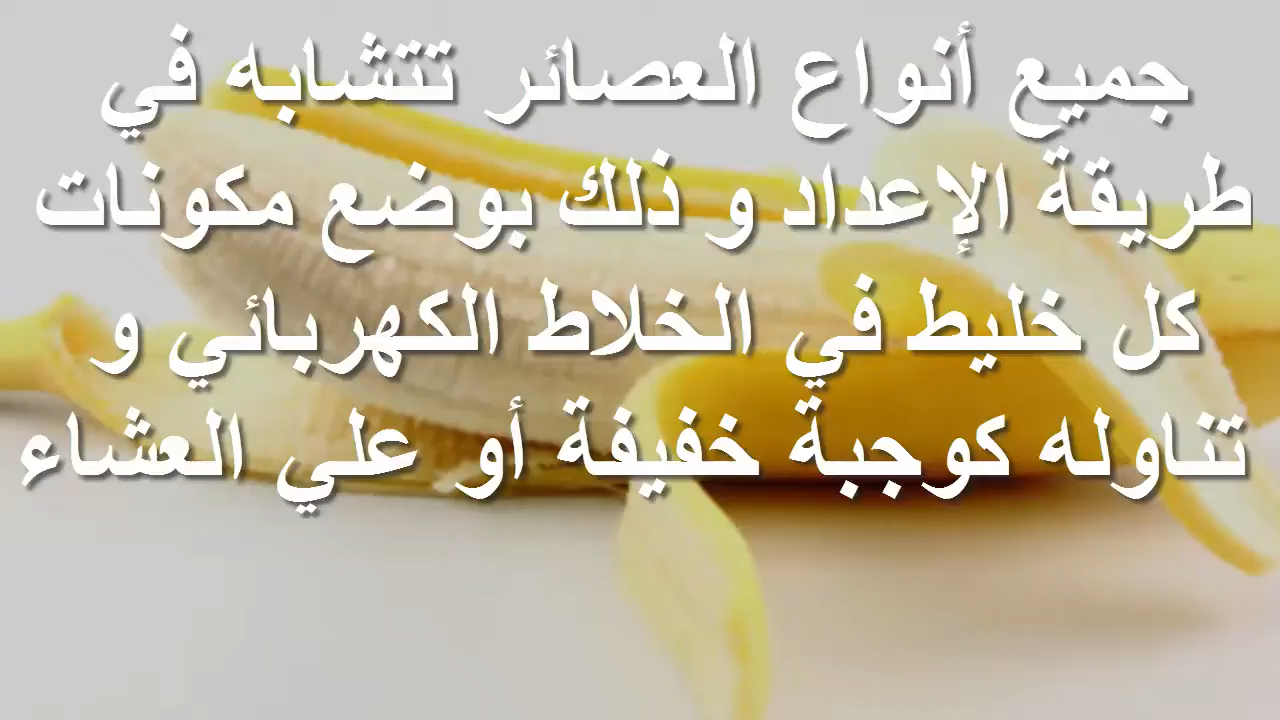 جميع أنواع العصائر تتشابه في
طريقة الإعداد و ذلك بوضع مكونات
كل خليط في الخلاط الكهربائي و
تناوله كوجبة خفيفة أو علي العشاء